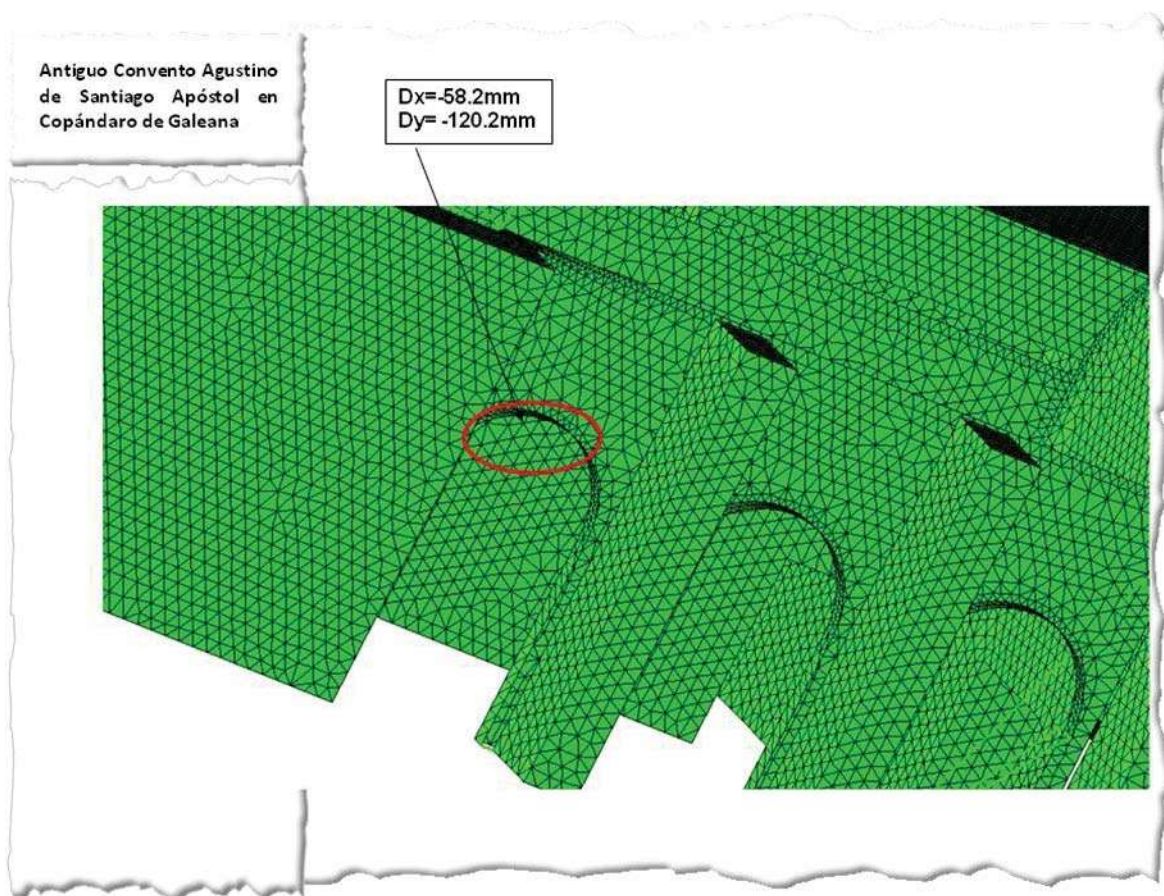 Antiguo Convento Agustino
de Santiago Apóstol en
Copándaro de Galeana
Dx=-58.2mm
Dy= -120.2mm